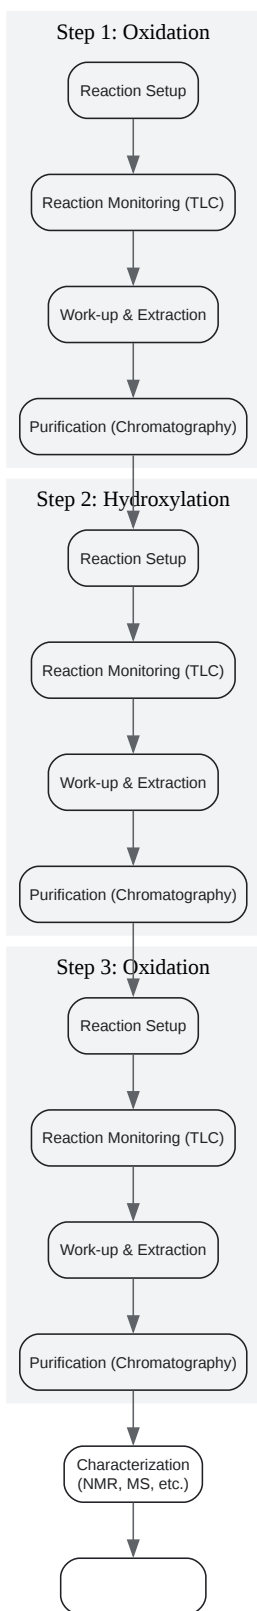 Step 1: Oxidation
Reaction Setup
Reaction Monitoring (TLC)
Work-up & Extraction
Purification (Chromatography)
Step 2: Hydroxylation
Reaction Setup
Reaction Monitoring (TLC)
Work-up & Extraction
Purification (Chromatography)
Step 3: Oxidation
Reaction Setup
Reaction Monitoring (TLC)
Work-up & Extraction
Purification (Chromatography)
Characterization
(NMR, MS, etc.)